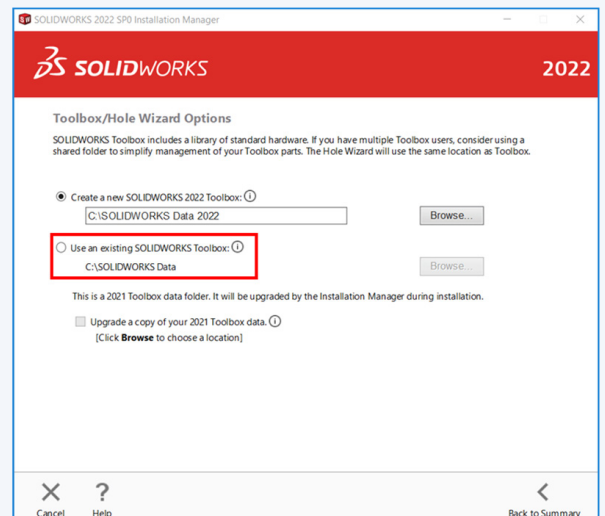 SOLIDWORKS 2022 SP0 Installation Manager
SOLIDWORKS
2022
Toolbox/Hole Wizard Options
SOLIDWORKS Toolbox includes a library of standard hardware. If you have multiple Toolbox users, consider using a
shared folder to simplify management of your Toolbox parts. The Hole Wizard will use the same location as Toolbox.
Create a new SOLIDWORKS 2022 Toolbox:
C:\SOLIDWORKS Data 2022
Browse...
Use an existing SOLIDWORKS Toolbox:
C:\SOLIDWORKS Data
Browse...
This is a 2021 Toolbox data folder. It will be upgraded by the Installation Manager during installation.
Upgrade a copy of your 2021 Toolbox data.
[Click Browse to choose a location]
Cancel
Help
Back to Summary